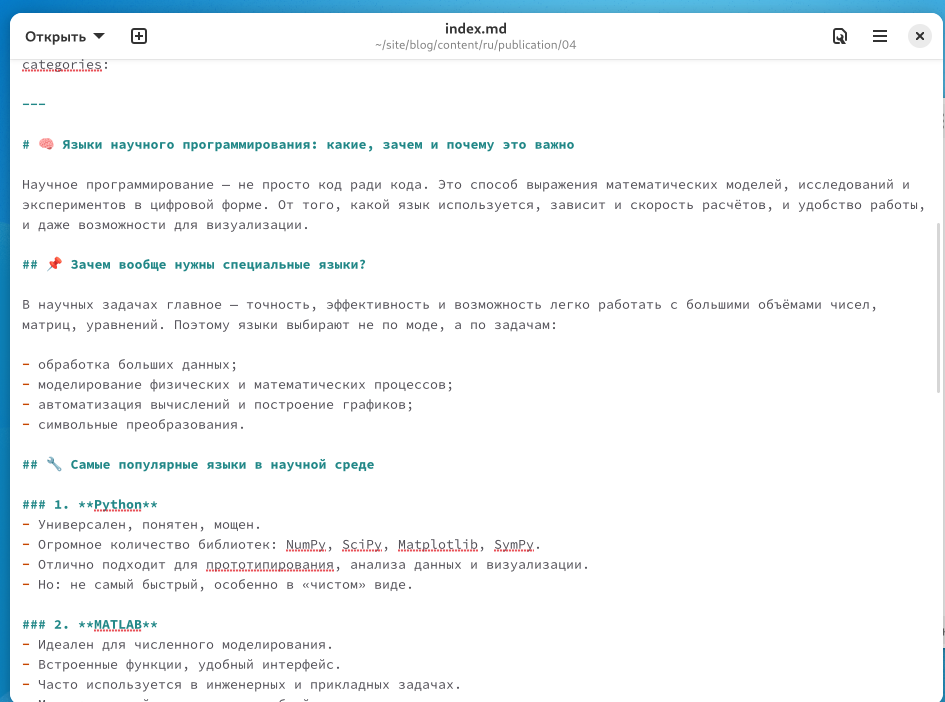 Открыть
index.md
~/site/blog/content/ru/publication/04
categories:
---
# 🧠 Языки научного программирования: какие, зачем и почему это важно
Научное программирование — не просто код ради кода. Это способ выражения математических моделей, исследований и
экспериментов в цифровой форме. От того, какой язык используется, зависит и скорость расчётов, и удобство работы,
и даже возможности для визуализации.
## 📌 Зачем вообще нужны специальные языки?
В научных задачах главное — точность, эффективность и возможность легко работать с большими объёмами чисел,
матриц, уравнений. Поэтому языки выбирают не по моде, а по задачам:
- обработка больших данных;
- моделирование физических и математических процессов;
- автоматизация вычислений и построение графиков;
- символьные преобразования.
## 🔧 Самые популярные языки в научной среде
### 1. **Python**
- Универсален, понятен, мощен.
- Огромное количество библиотек: NumPy, SciPy, Matplotlib, SymPy.
- Отлично подходит для прототипирования, анализа данных и визуализации.
- Но: не самый быстрый, особенно в «чистом» виде.
### 2. **MATLAB**
- Идеален для численного моделирования.
- Встроенные функции, удобный интерфейс.
- Часто используется в инженерных и прикладных задачах.